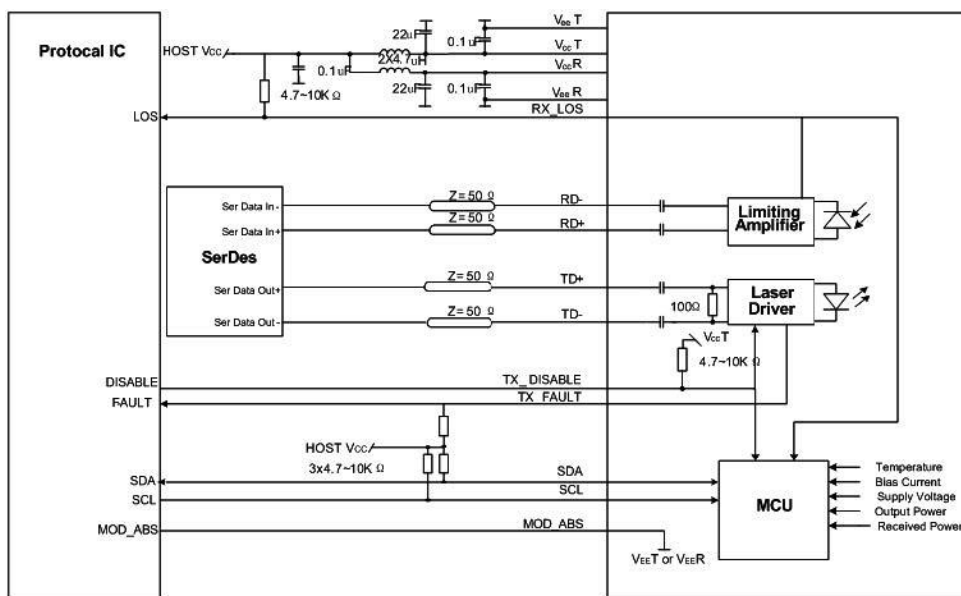 Protocal IC
HOST Vcc
22uF
0.1uF
VeeT
2X4.7uH
VccT
0.1uF
VccR
22uF
0.1uF
4.7~10K Ω
VeeR
LOS
RX_LOS
Ser Data In-
Z=50 Ω
RD-
Limiting
Amplifier
Ser Data In+
Z=50 Ω
RD+
SerDes
Ser Data Out+
Z=50 Ω
TD+
Laser
Driver
100Ω
Ser Data Out-
Z=50 Ω
TD-
VccT
4.7~10K Ω
DISABLE
TX_DISABLE
FAULT
TX_FAULT
HOST Vcc
3x4.7~10K Ω
SDA
SDA
SCL
SCL
MCU
Temperature
Bias Current
Supply Voltage
Output Power
Received Power
MOD_ABS
MOD_ABS
VEET or VEER